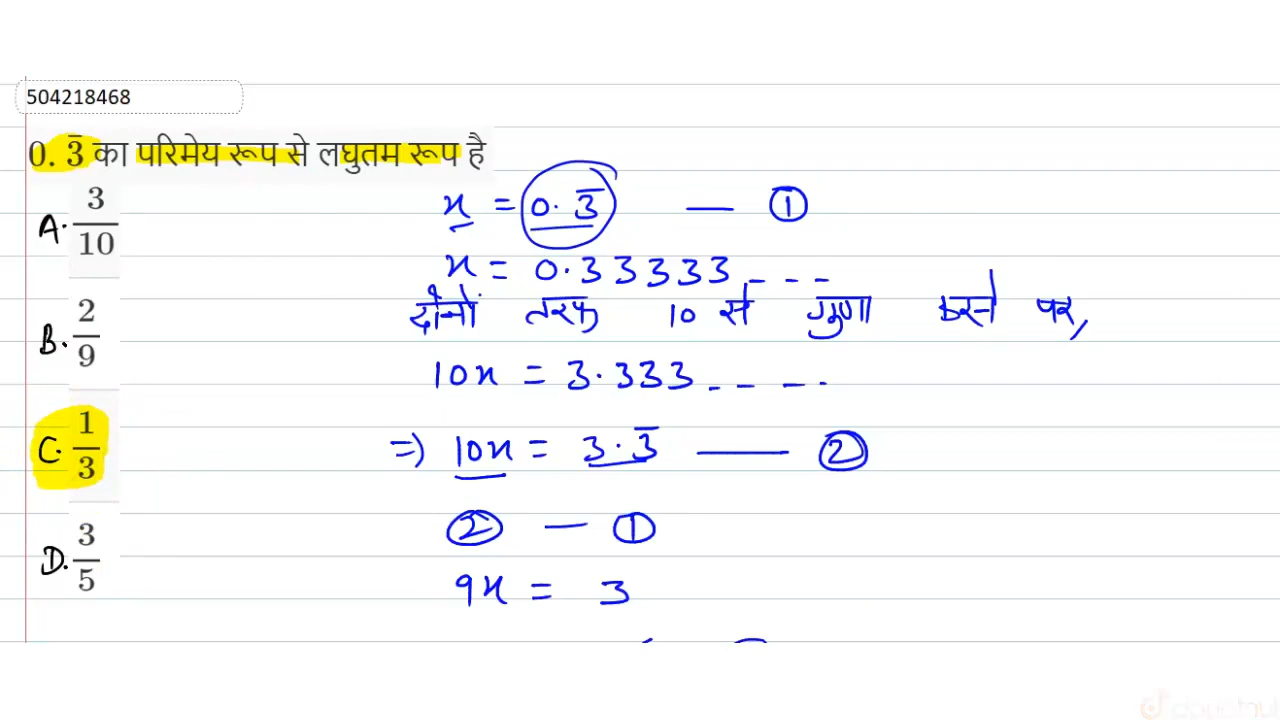 504218468
0. 3̄ का परिमेय रूप से लघुतम रूप है
A. 3/10
B. 2/9
C. 1/3
D. 3/5
x = 0.3̄ — ①
x = 0.33333 - - -
दोनों तरफ 10 से गुणा करने पर,
10x = 3.333 - - - -
=) 10x = 3.3̄ — ②
② — ①
9x = 3
doubtnut